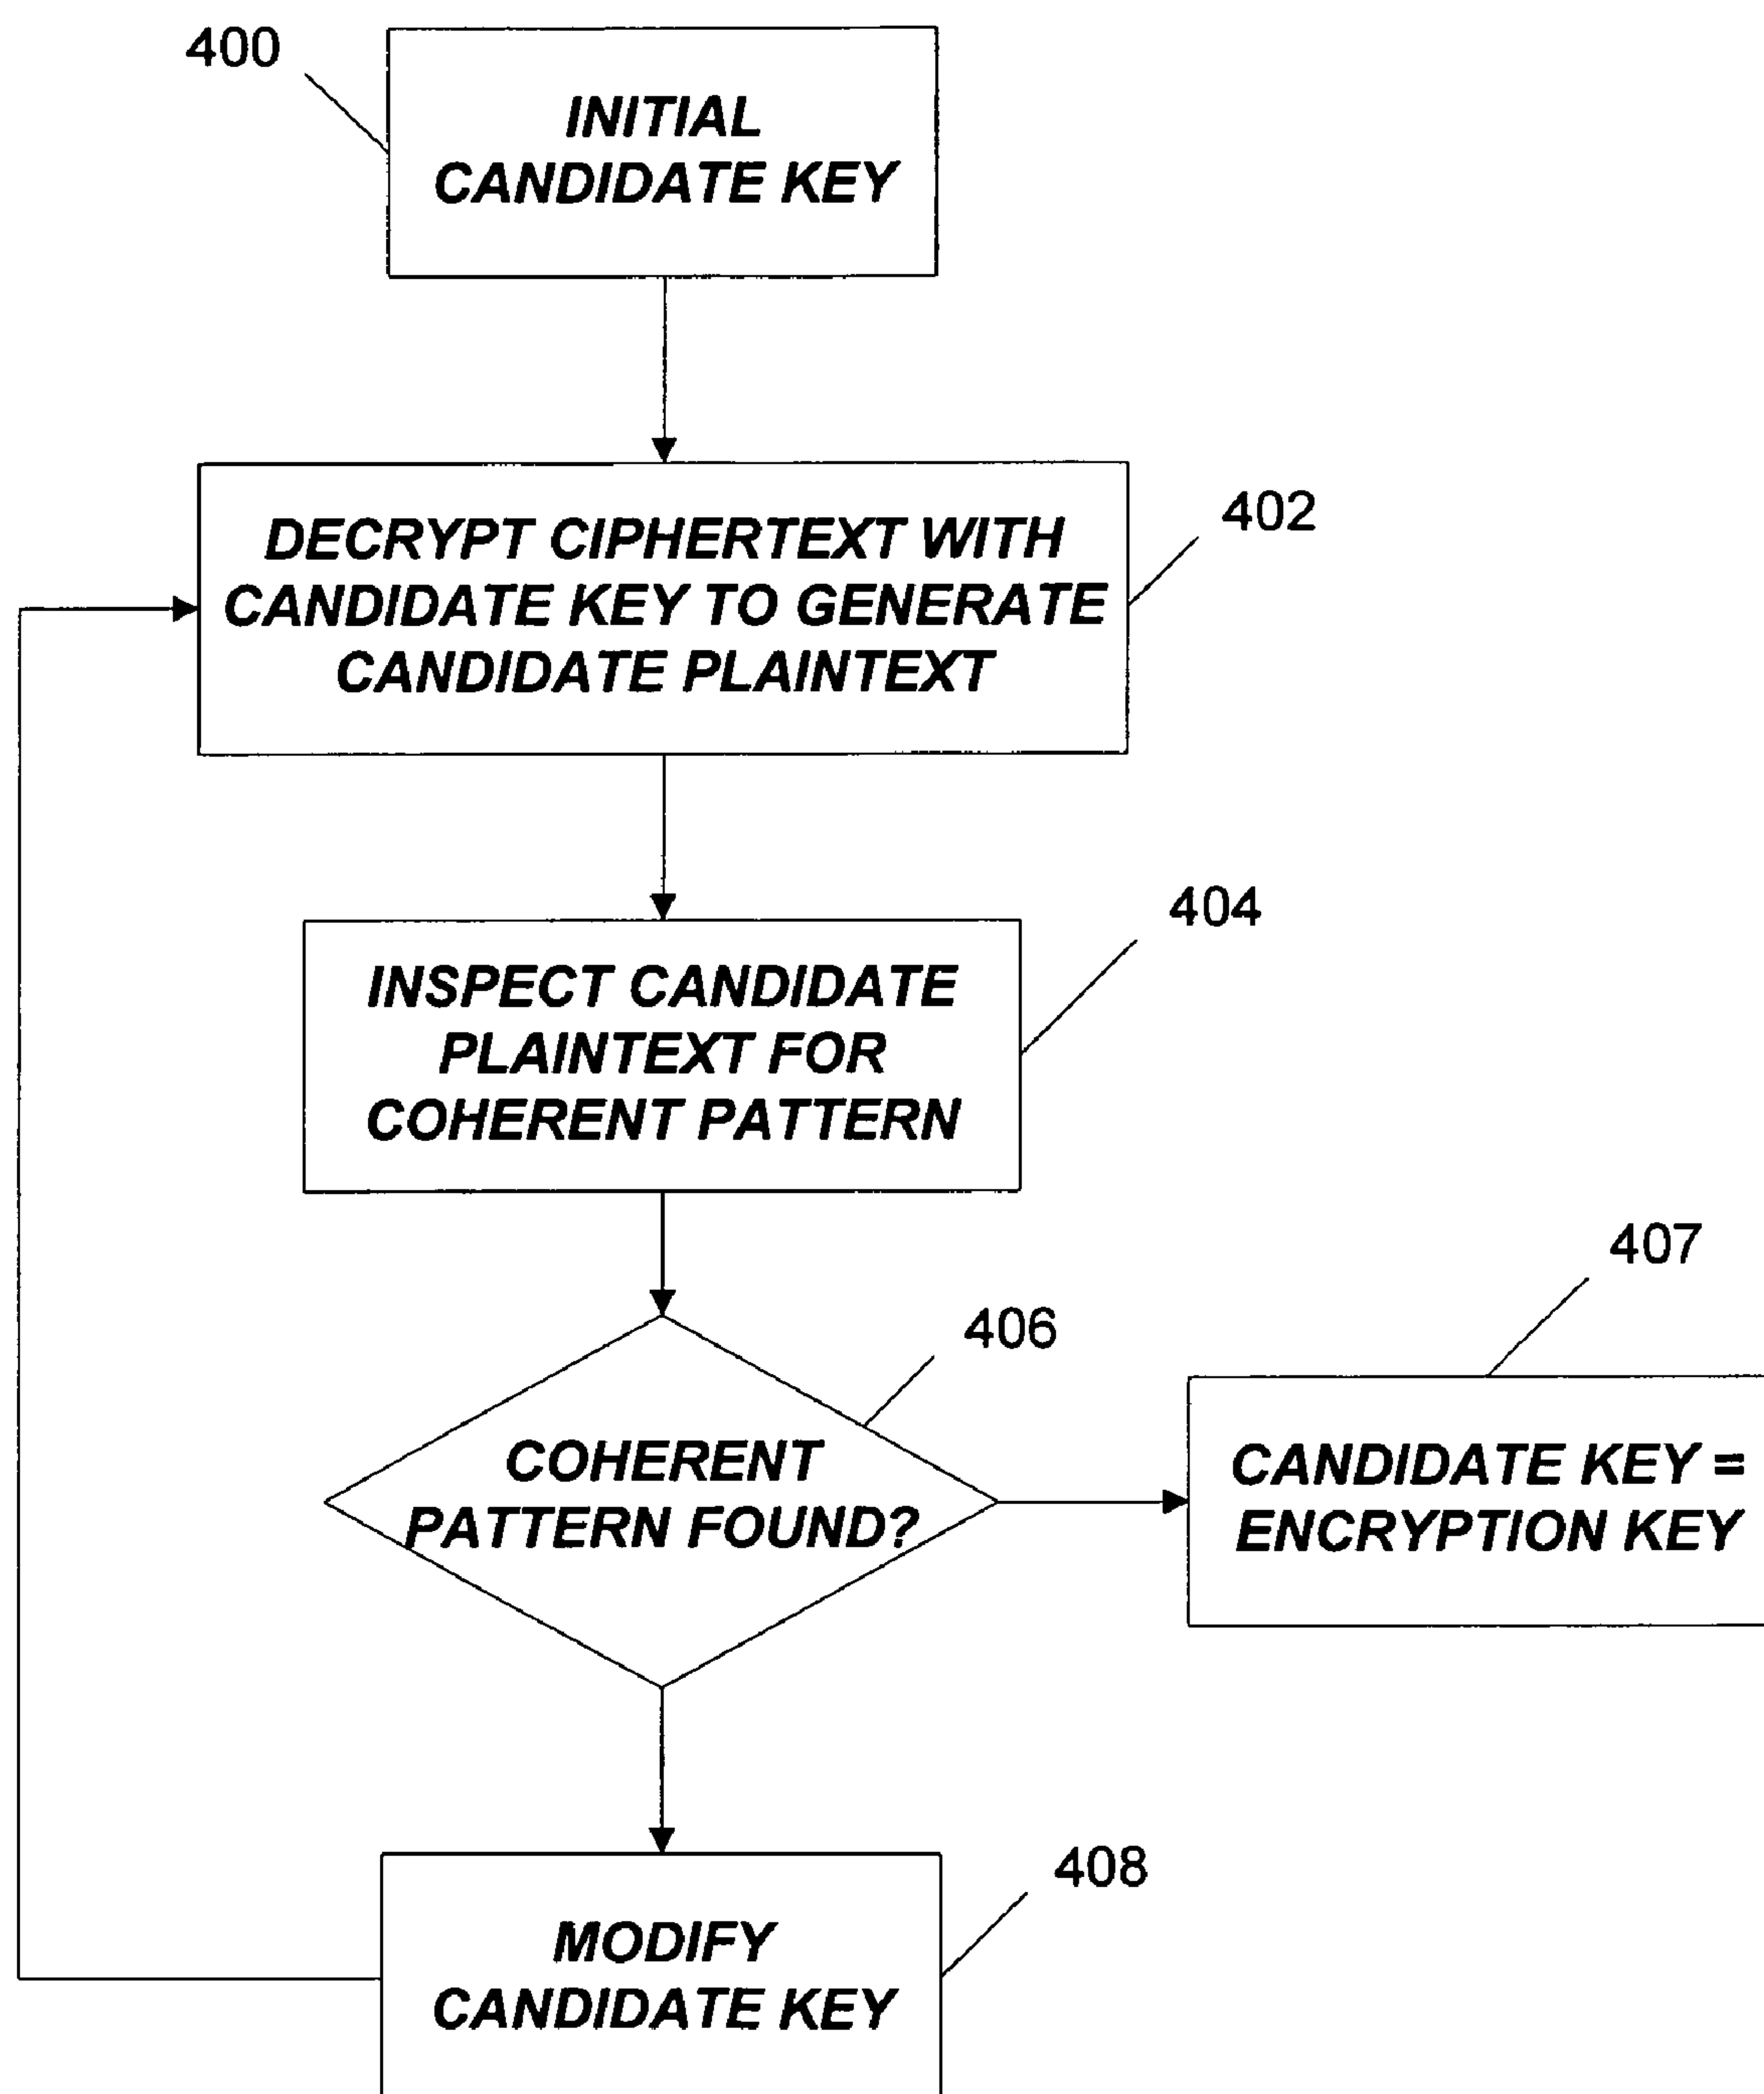 400
INITIAL
CANDIDATE KEY
402
DECRYPT CIPHERTEXT WITH
CANDIDATE KEY TO GENERATE
CANDIDATE PLAINTEXT
404
INSPECT CANDIDATE
PLAINTEXT FOR
COHERENT PATTERN
406
COHERENT
PATTERN FOUND?
407
CANDIDATE KEY =
ENCRYPTION KEY
408
MODIFY
CANDIDATE KEY